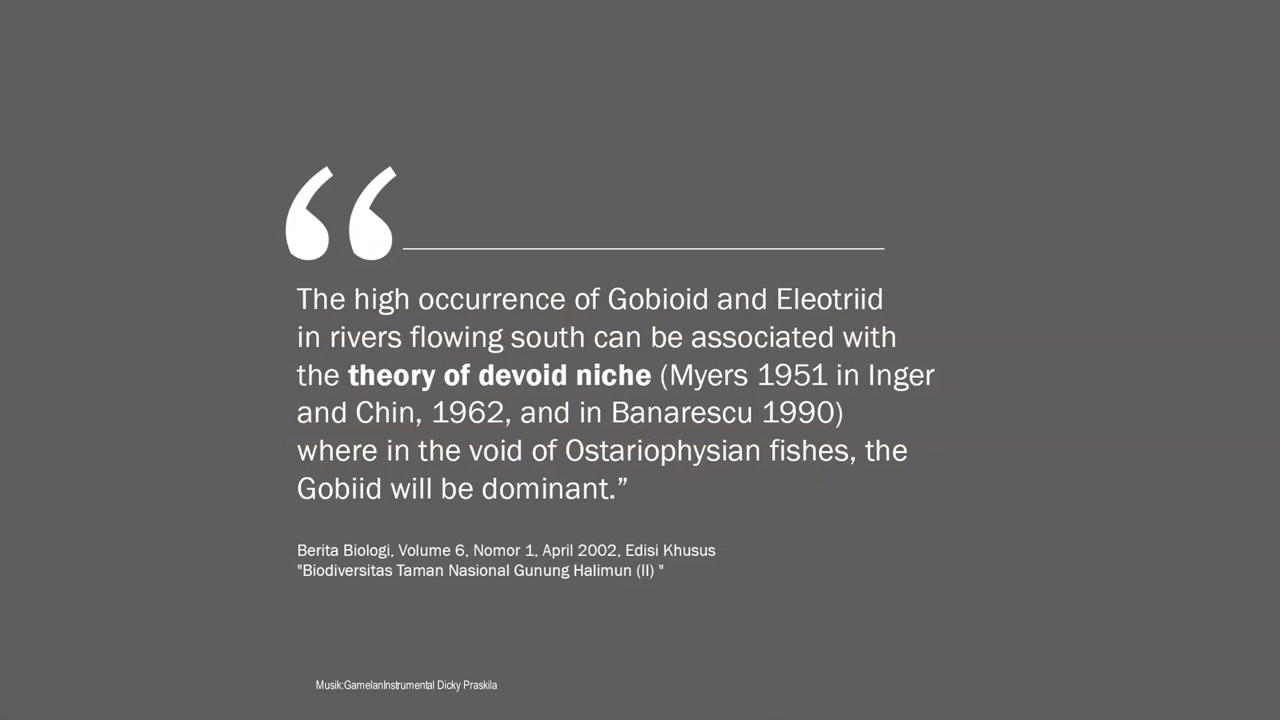 “
The high occurrence of Gobioid and Eleotriid
in rivers flowing south can be associated with
the theory of devoid niche (Myers 1951 in Inger
and Chin, 1962, and in Banarescu 1990)
where in the void of Ostariophysian fishes, the
Gobiid will be dominant.”
Berita Biologi, Volume 6, Nomor 1, April 2002, Edisi Khusus
"Biodiversitas Taman Nasional Gunung Halimun (II) "
Musik:GamelanInstrumental Dicky Praskila